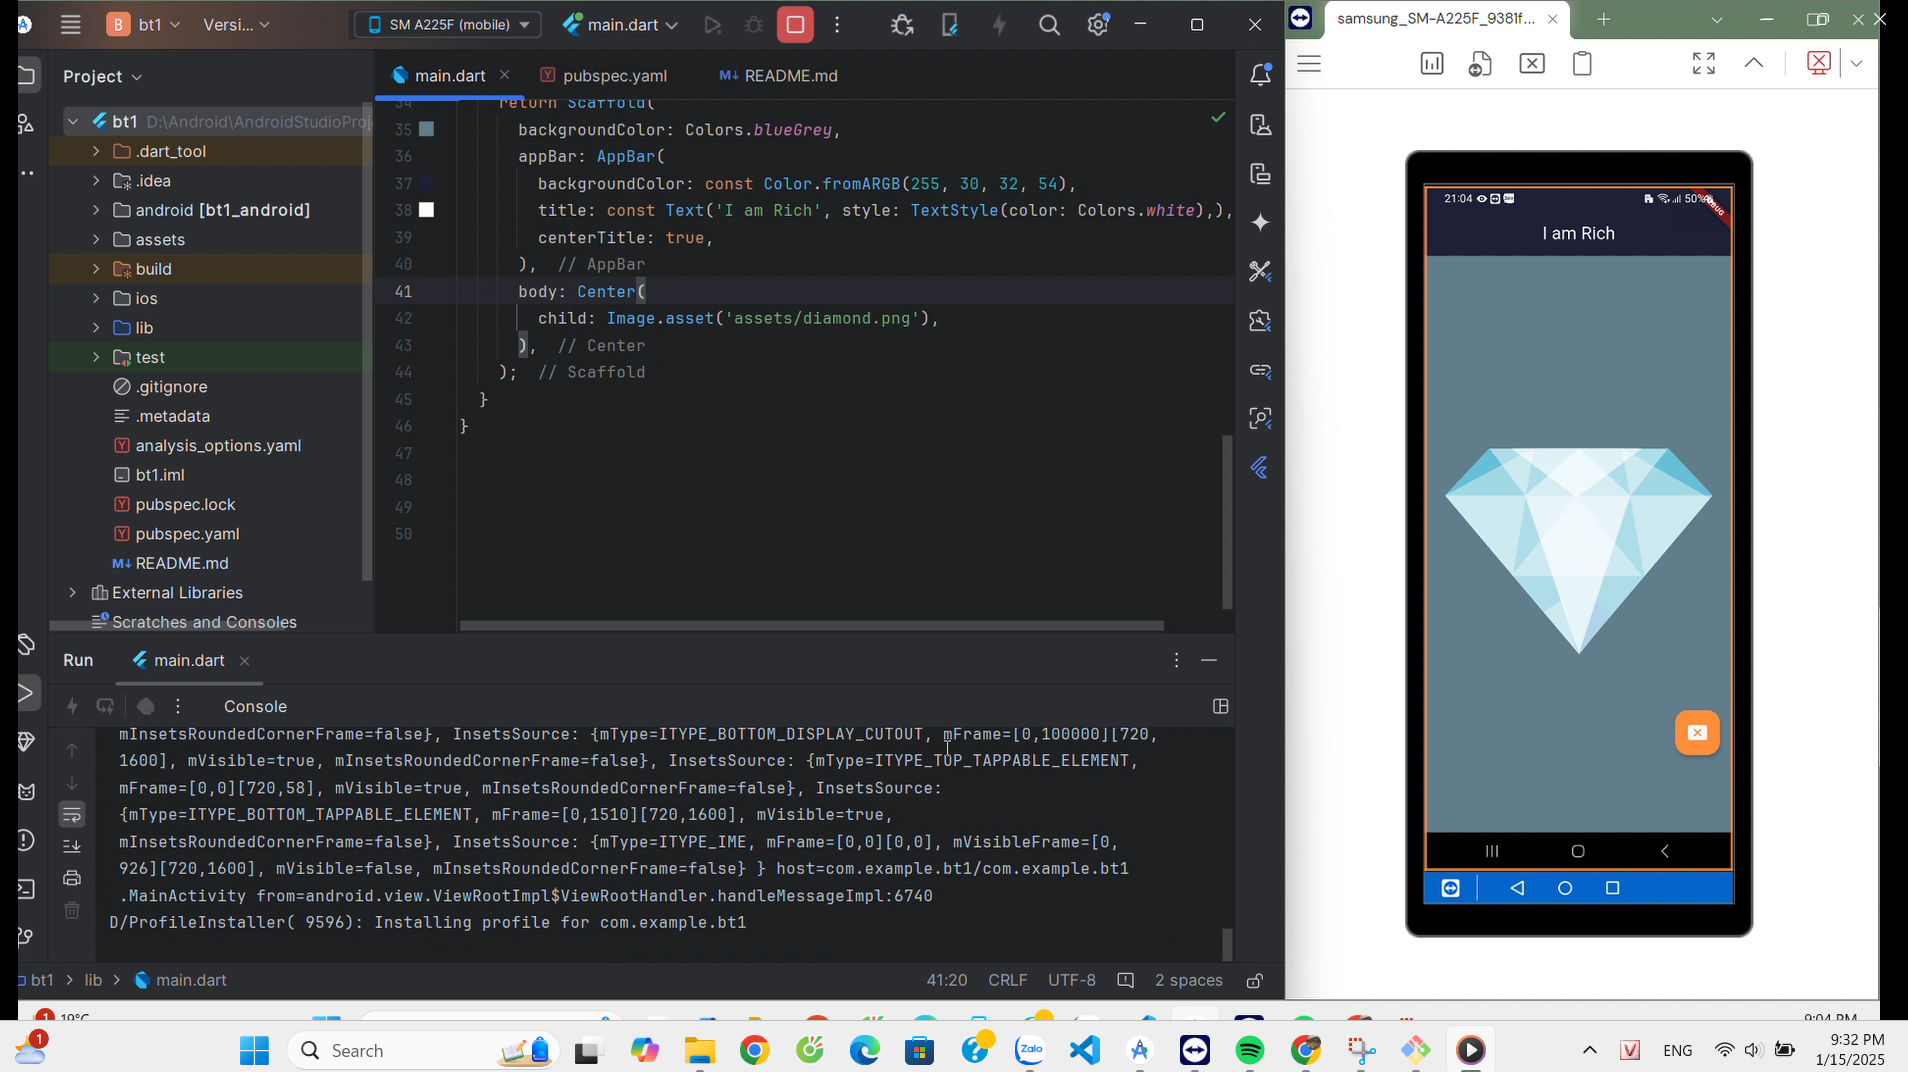 B bt1
Versi...
SM A225F (mobile)
main.dart
samsung_SM-A225F_9381f...
Project
main.dart
pubspec.yaml
M↓ README.md
bt1 D:\Android\AndroidStudioProj
.dart_tool
.idea
android [bt1_android]
assets
build
ios
lib
test
.gitignore
.metadata
analysis_options.yaml
bt1.iml
pubspec.lock
pubspec.yaml
M↓ README.md
External Libraries
Scratches and Consoles
34 return Scaffold(
35 backgroundColor: Colors.blueGrey,
36 appBar: AppBar(
37 backgroundColor: const Color.fromARGB(255, 30, 32, 54),
38 title: const Text('I am Rich', style: TextStyle(color: Colors.white),),
39 centerTitle: true,
40 ), // AppBar
41 body: Center(
42 child: Image.asset('assets/diamond.png'),
43 ), // Center
44 ); // Scaffold
45 }
46 }
47
48
49
50
21:04
50%
DEBUG
I am Rich
Run
main.dart
Console
mInsetsRoundedCornerFrame=false}, InsetsSource: {mType=ITYPE_BOTTOM_DISPLAY_CUTOUT, mFrame=[0,100000][720,
1600], mVisible=true, mInsetsRoundedCornerFrame=false}, InsetsSource: {mType=ITYPE_TOP_TAPPABLE_ELEMENT,
mFrame=[0,0][720,58], mVisible=true, mInsetsRoundedCornerFrame=false}, InsetsSource:
{mType=ITYPE_BOTTOM_TAPPABLE_ELEMENT, mFrame=[0,1510][720,1600], mVisible=true,
mInsetsRoundedCornerFrame=false}, InsetsSource: {mType=ITYPE_IME, mFrame=[0,0][0,0], mVisibleFrame=[0,
926][720,1600], mVisible=false, mInsetsRoundedCornerFrame=false} } host=com.example.bt1/com.example.bt1
.MainActivity from=android.view.ViewRootImpl$ViewRootHandler.handleMessageImpl:6740
D/ProfileInstaller( 9596): Installing profile for com.example.bt1
bt1 > lib > main.dart
41:20
CRLF
UTF-8
2 spaces
1
19°C
9:04 PM
1
Search
Zalo
V
ENG
9:32 PM
1/15/2025